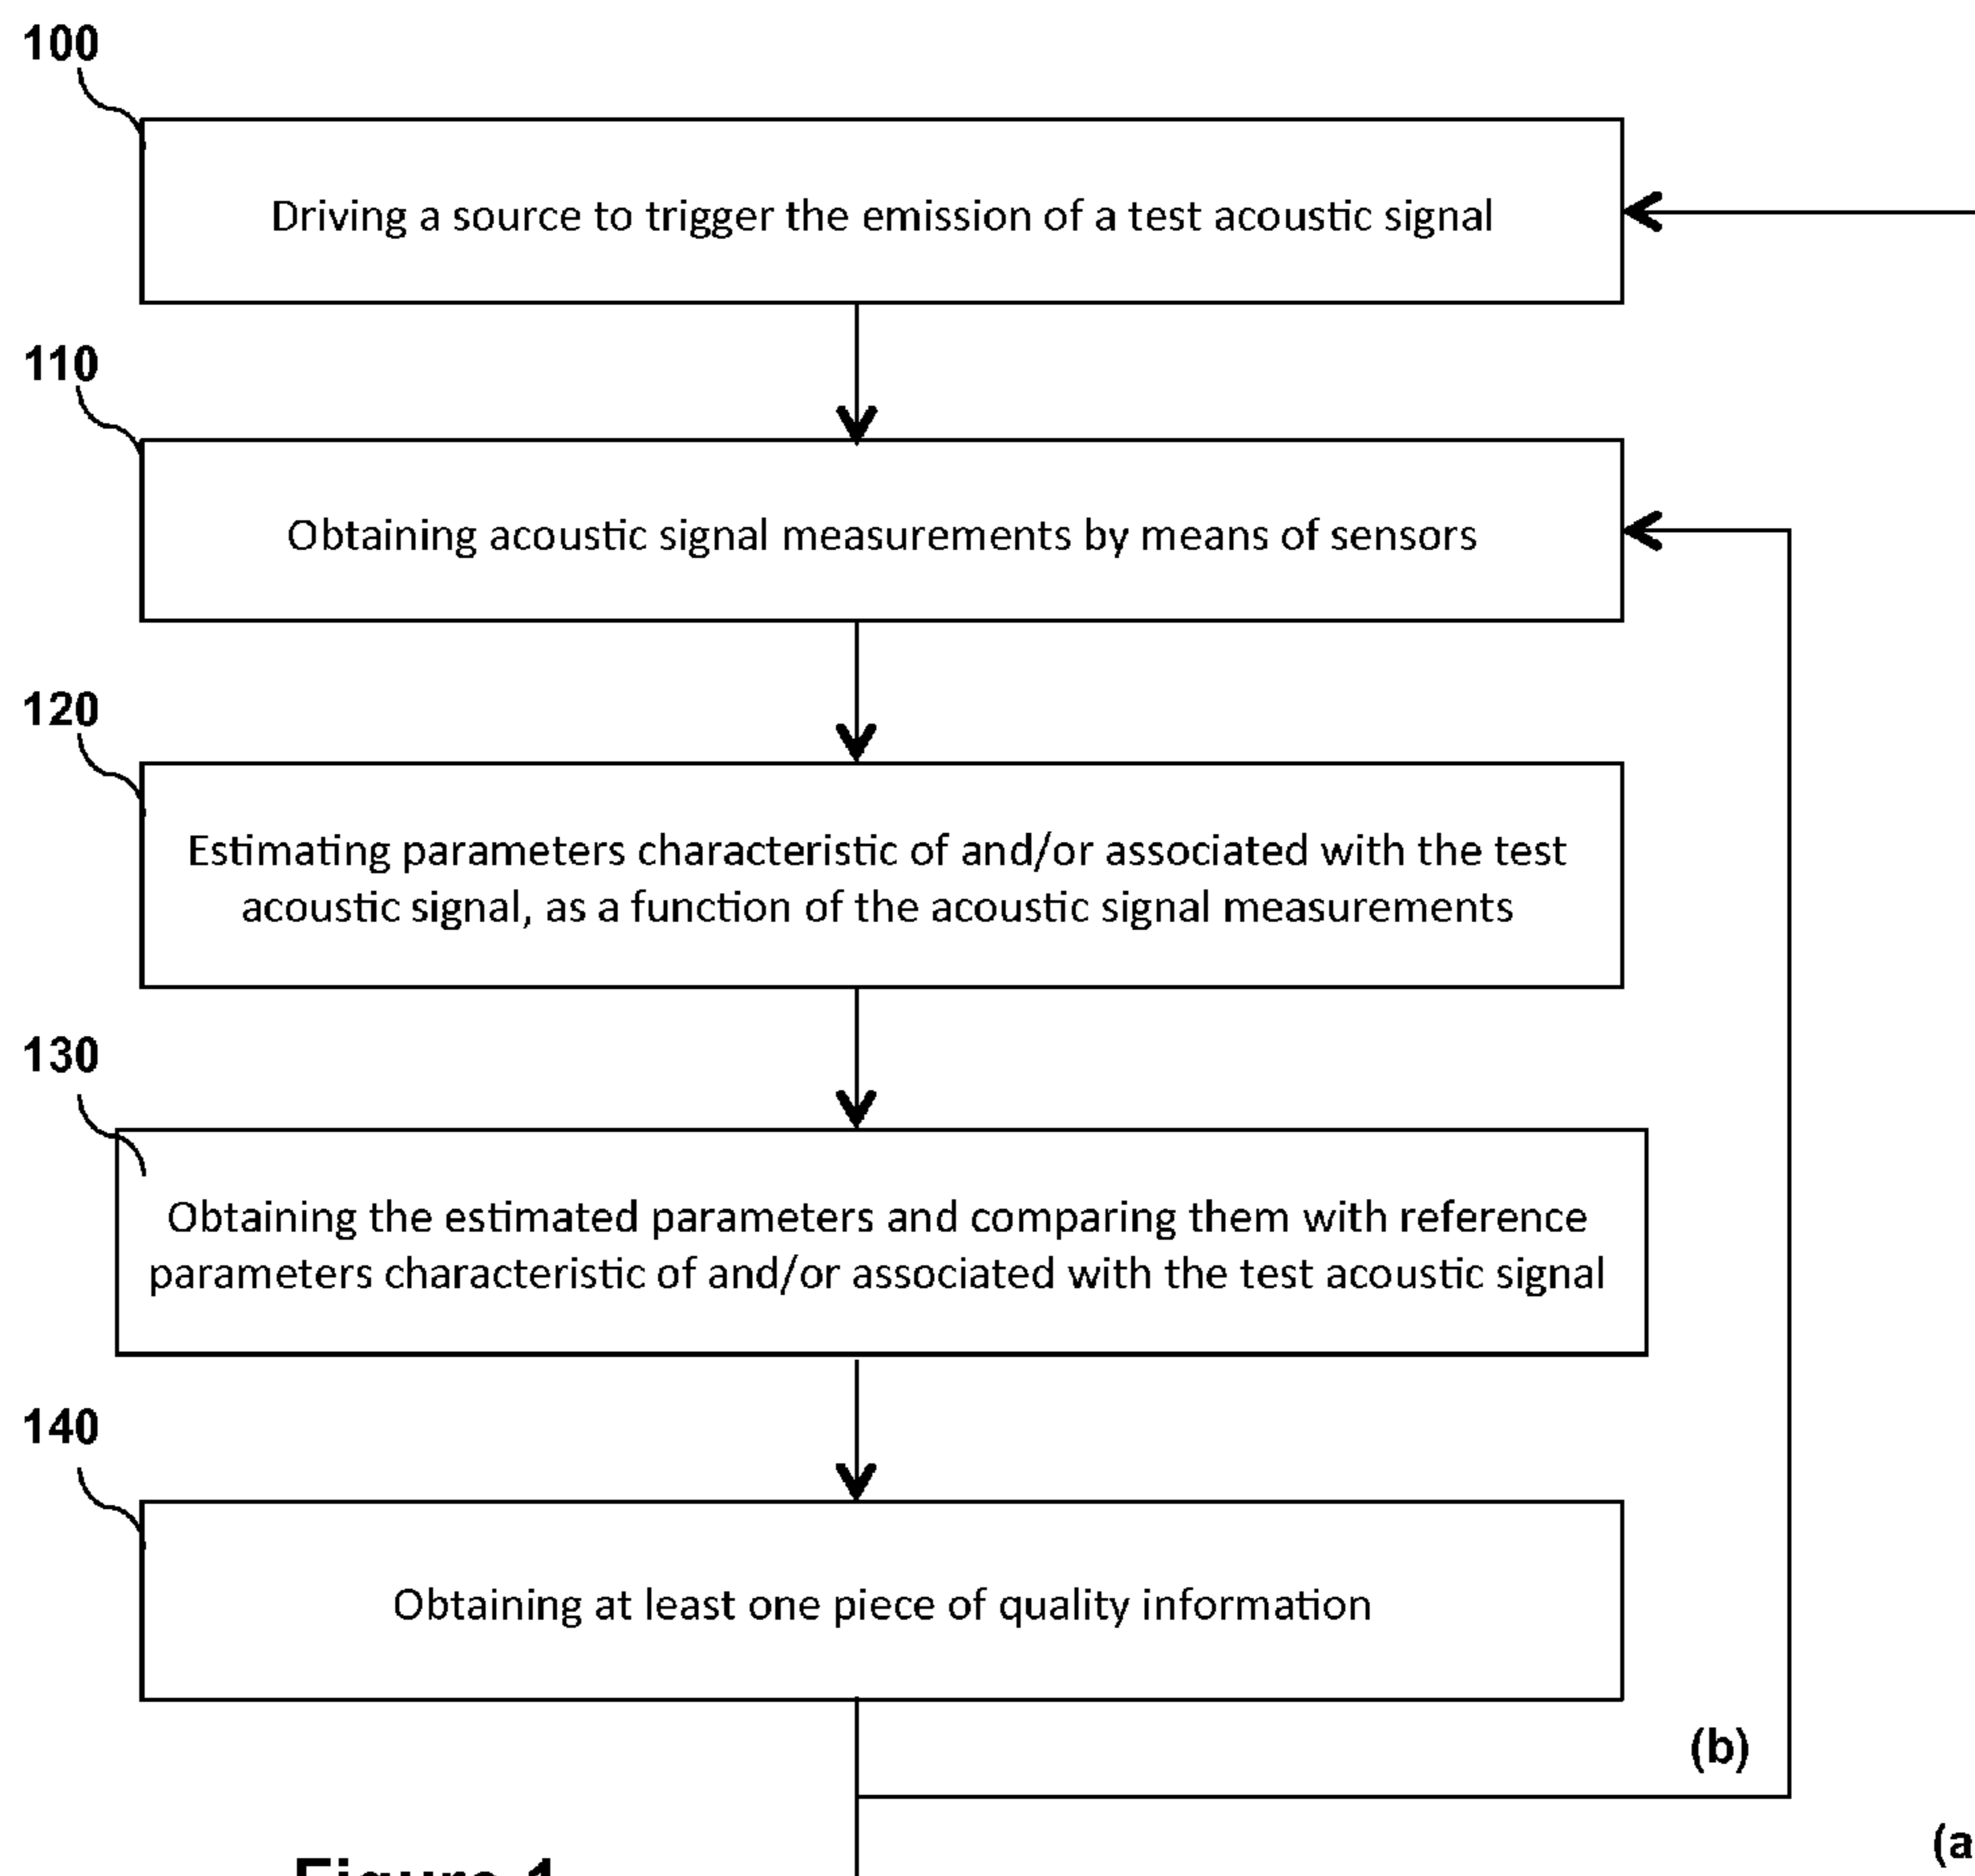 100
Driving a source to trigger the emission of a test acoustic signal
110
Obtaining acoustic signal measurements by means of sensors
120
Estimating parameters characteristic of and/or associated with the test
acoustic signal, as a function of the acoustic signal measurements
130
Obtaining the estimated parameters and comparing them with reference
parameters characteristic of and/or associated with the test acoustic signal
140
Obtaining at least one piece of quality information
(b)
(a
Figure 1